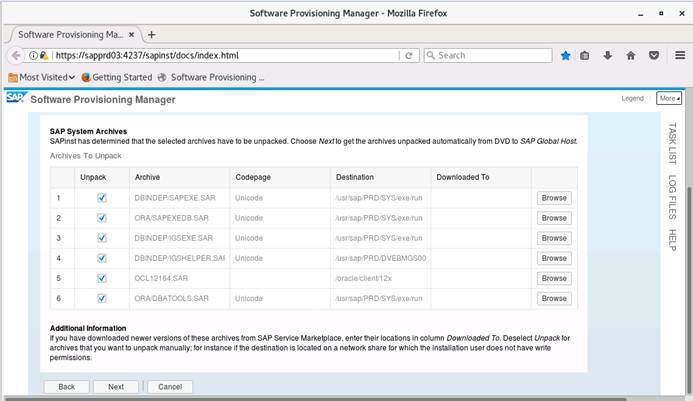 Software Provisioning Manager - Mozilla Firefox
Software Provisioning Ma...
https://sapprd03:4237/sapinst/docs/index.html
Search
Most Visited
Getting Started
Software Provisioning ...
SAP Software Provisioning Manager
Legend
More
TASK LIST
LOG FILES
HELP
SAP System Archives
SAPinst has determined that the selected archives have to be unpacked. Choose Next to get the archives unpacked automatically from DVD to SAP Global Host.
Archives To Unpack
Unpack Archive Codepage Destination Downloaded To
1 DBINDEP/SAPEXE.SAR Unicode /usr/sap/PRD/SYS/exe/run Browse
2 ORA/SAPEXEDB.SAR Unicode /usr/sap/PRD/SYS/exe/run Browse
3 DBINDEP/IGSEXE.SAR Unicode /usr/sap/PRD/SYS/exe/run Browse
4 DBINDEP/IGSHELPER.SAI Unicode /usr/sap/PRD/DVEBMGS00 Browse
5 OCL12164.SAR /oracle/client/12x Browse
6 ORA/DBATOOLS.SAR Unicode /usr/sap/PRD/SYS/exe/run Browse
Additional Information
If you have downloaded newer versions of these archives from SAP Service Marketplace, enter their locations in column Downloaded To. Deselect Unpack for
archives that you want to unpack manually; for instance if the destination is located on a network share for which the installation user does not have write
permissions.
Back Next Cancel